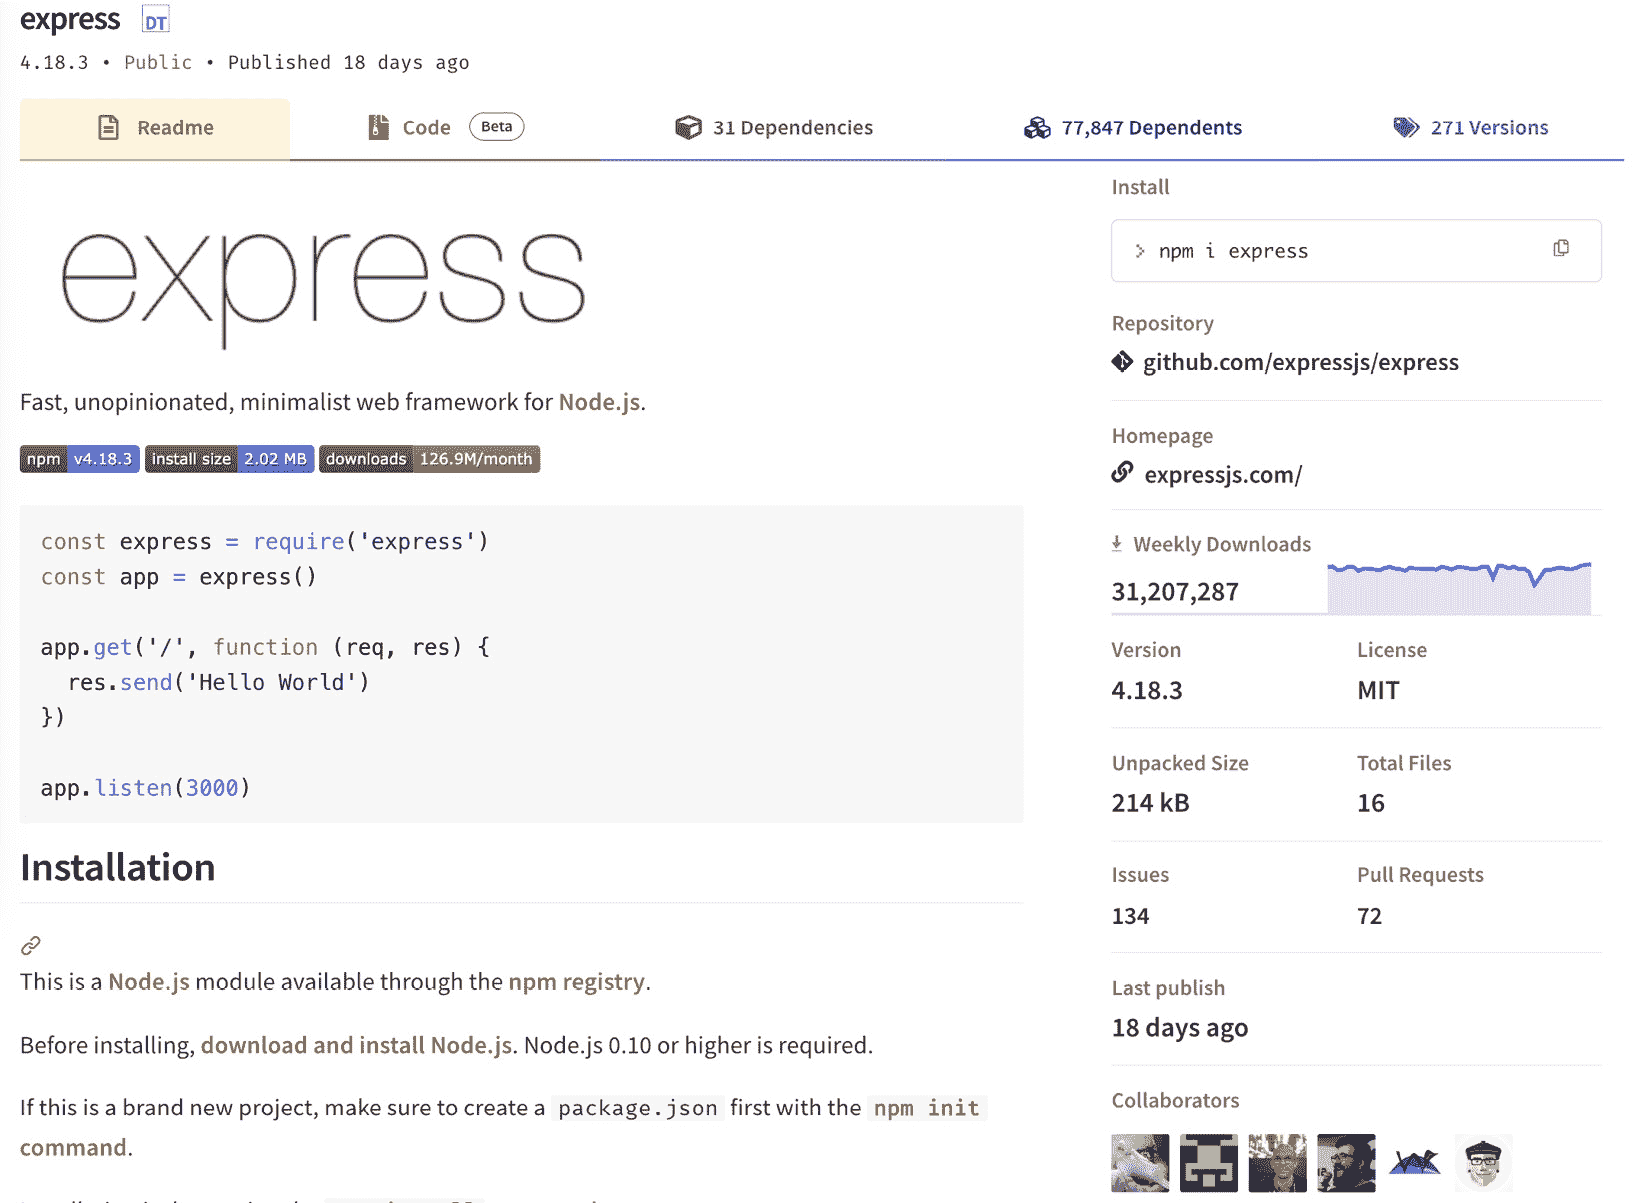 express DT
4.18.3 • Public • Published 18 days ago
Readme
Code Beta
31 Dependencies
77,847 Dependents
271 Versions
express
Fast, unopinionated, minimalist web framework for Node.js.
npm v4.18.3 install size 2.02 MB downloads 126.9M/month
const express = require('express')
const app = express()
app.get('/', function (req, res) {
  res.send('Hello World')
})
app.listen(3000)
Installation
This is a Node.js module available through the npm registry.
Before installing, download and install Node.js. Node.js 0.10 or higher is required.
If this is a brand new project, make sure to create a package.json first with the npm init
command.
Install
> npm i express
Repository
github.com/expressjs/express
Homepage
expressjs.com/
Weekly Downloads
31,207,287
Version
License
4.18.3
MIT
Unpacked Size
Total Files
214 kB
16
Issues
Pull Requests
134
72
Last publish
18 days ago
Collaborators